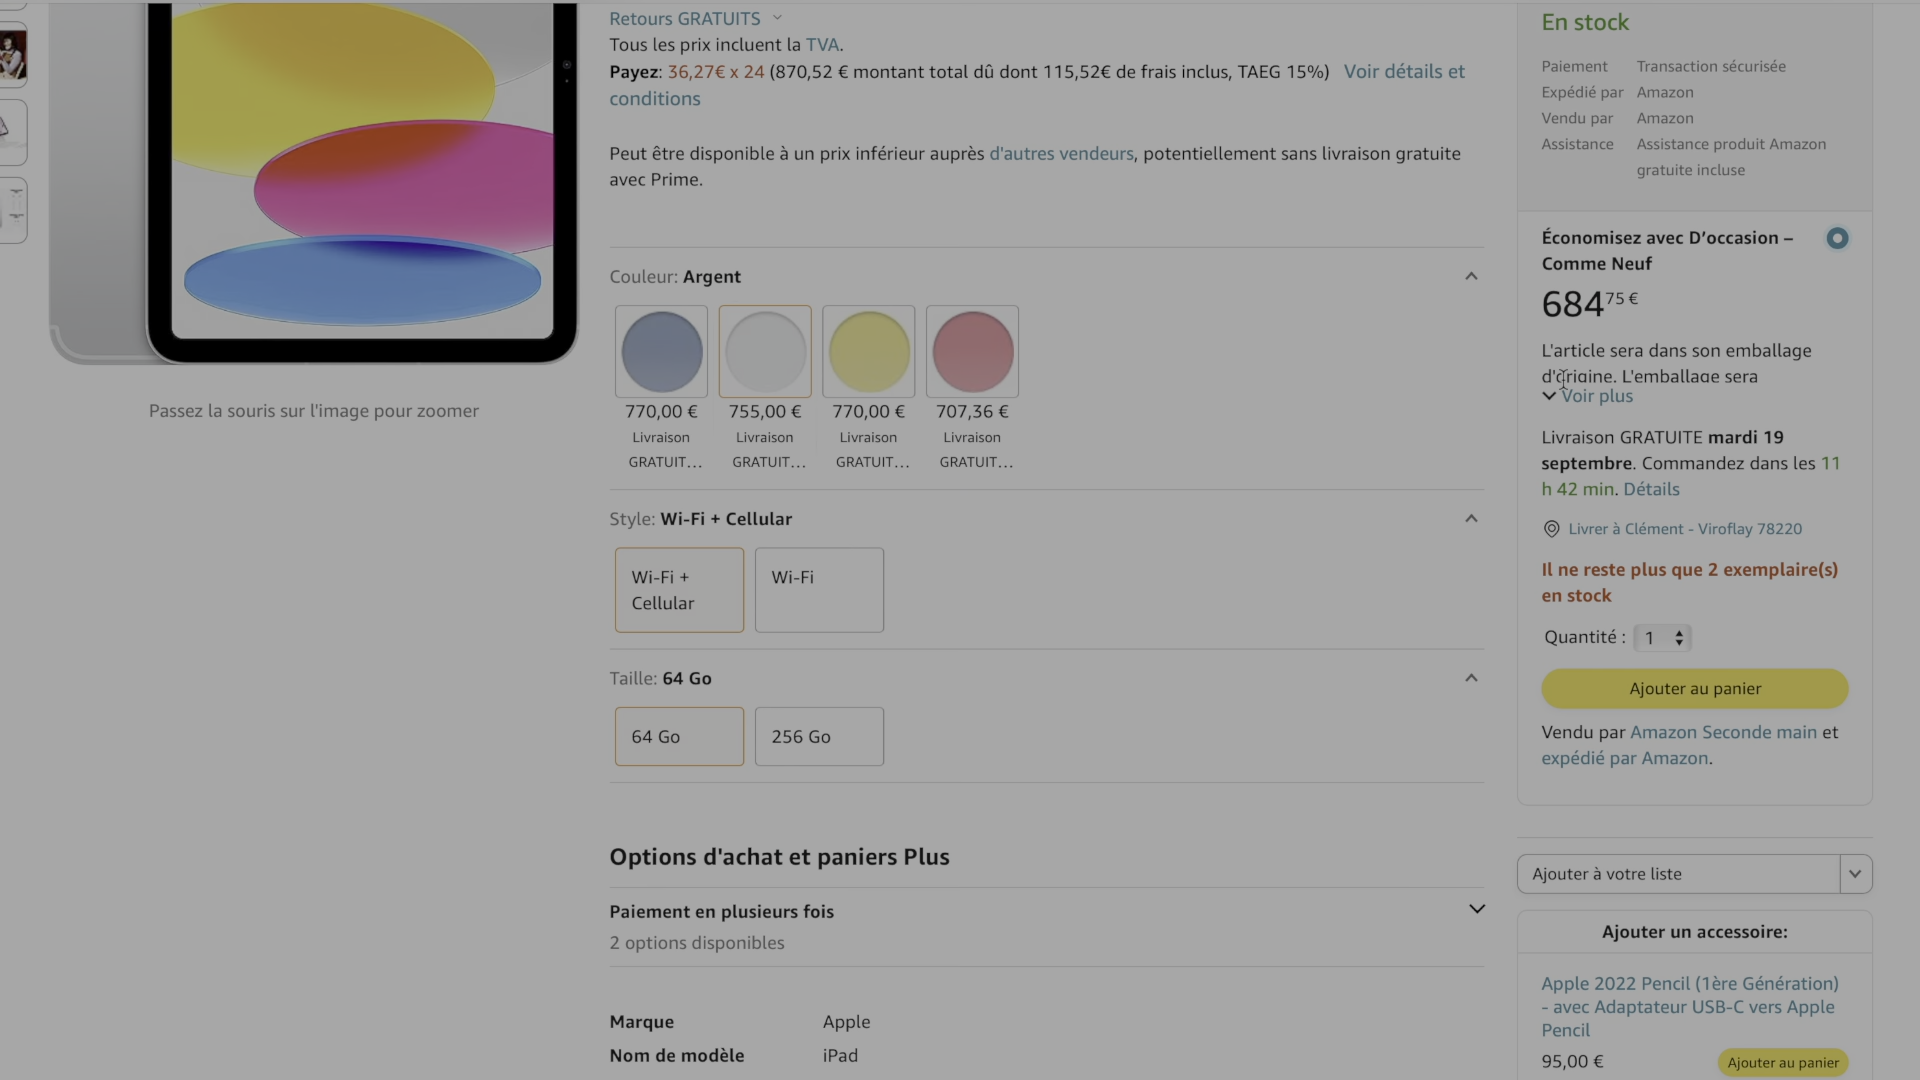 Retours GRATUITS
Tous les prix incluent la TVA.
Payez: 36,27€ x 24 (870,52 € montant total dû dont 115,52€ de frais inclus, TAEG 15%) Voir détails et
conditions
Peut être disponible à un prix inférieur auprès d'autres vendeurs, potentiellement sans livraison gratuite
avec Prime.
Passez la souris sur l'image pour zoomer
Couleur: Argent
770,00 € 755,00 € 770,00 € 707,36 €
Livraison Livraison Livraison Livraison
GRATUIT… GRATUIT… GRATUIT… GRATUIT…
Style: Wi-Fi + Cellular
Wi-Fi + Wi-Fi
Cellular
Taille: 64 Go
64 Go 256 Go
Options d'achat et paniers Plus
Paiement en plusieurs fois
2 options disponibles
Marque Apple
Nom de modèle iPad
En stock
Paiement Transaction sécurisée
Expédié par Amazon
Vendu par Amazon
Assistance Assistance produit Amazon
gratuite incluse
Économisez avec D’occasion –
Comme Neuf
684 75 €
L'article sera dans son emballage
d'origine. L'emballage sera
Voir plus
Livraison GRATUITE mardi 19
septembre. Commandez dans les 11
h 42 min. Détails
Livrer à Clément - Viroflay 78220
Il ne reste plus que 2 exemplaire(s)
en stock
Quantité : 1
Ajouter au panier
Vendu par Amazon Seconde main et
expédié par Amazon.
Ajouter à votre liste
Ajouter un accessoire:
Apple 2022 Pencil (1ère Génération)
- avec Adaptateur USB-C vers Apple
Pencil
95,00 € Ajouter au panier